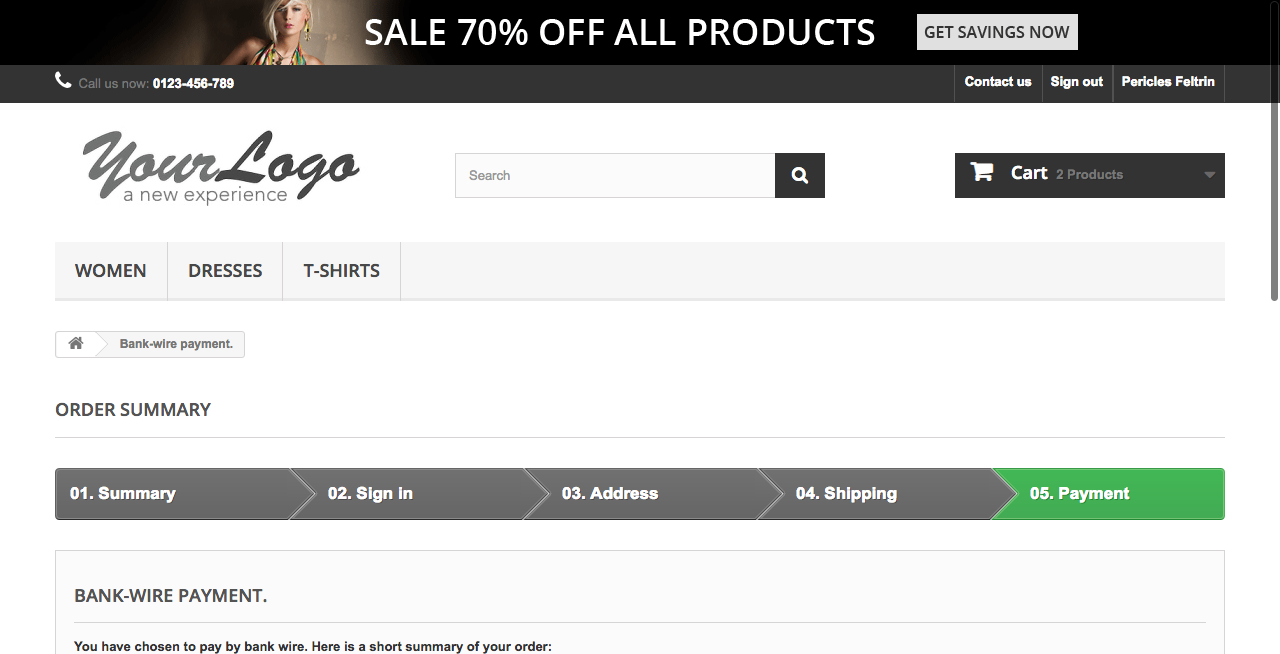 SALE 70% OFF ALL PRODUCTS
GET SAVINGS NOW
Call us now: 0123-456-789
Contact us
Sign out
Pericles Feltrin
Your Logo
a new experience
Search
Cart 2 Products
WOMEN
DRESSES
T-SHIRTS
Bank-wire payment.
ORDER SUMMARY
01. Summary
02. Sign in
03. Address
04. Shipping
05. Payment
BANK-WIRE PAYMENT.
You have chosen to pay by bank wire. Here is a short summary of your order: